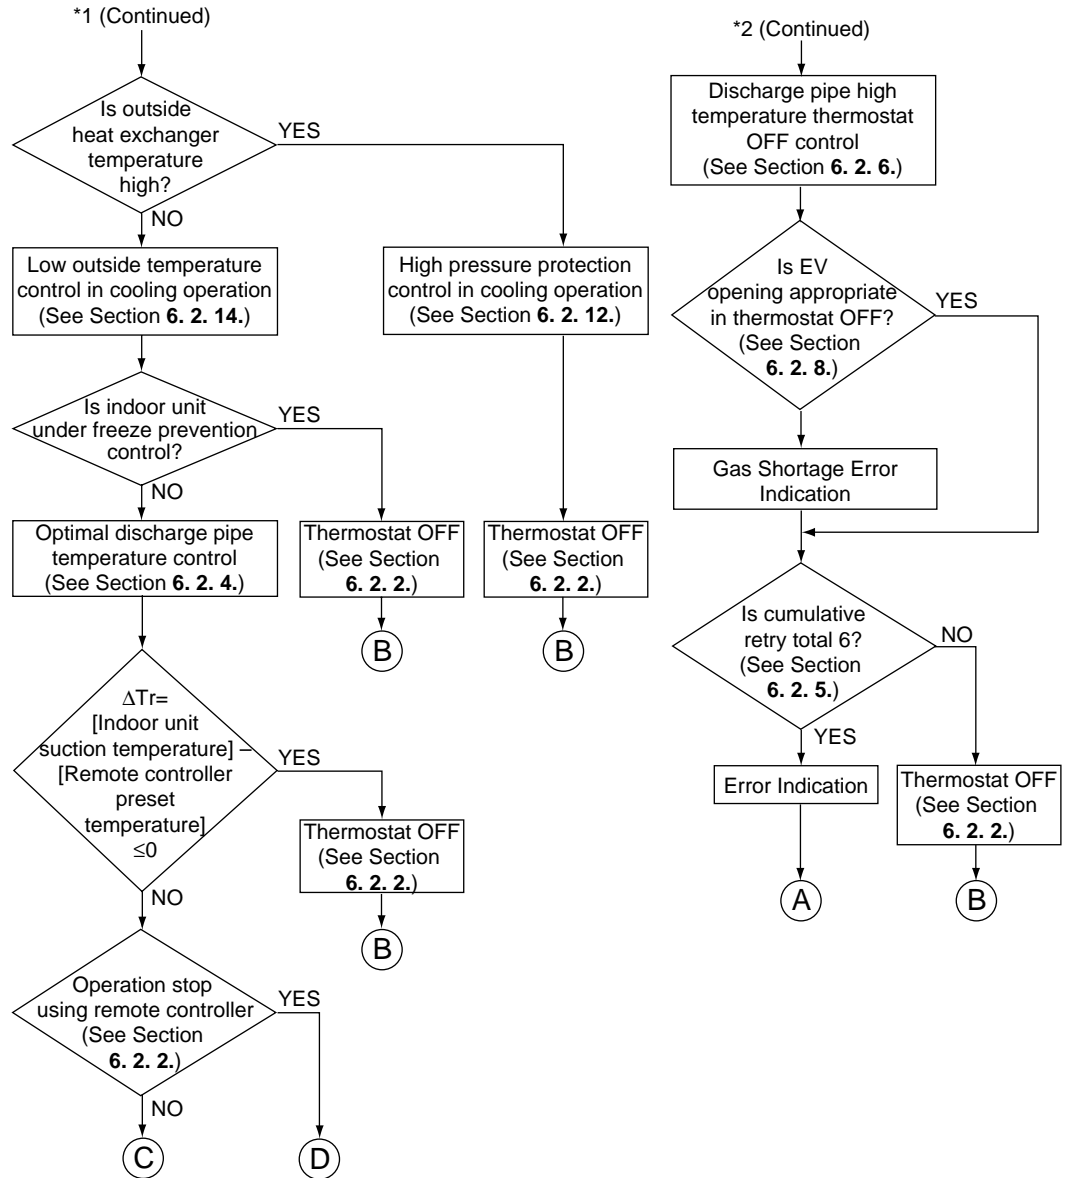 *1 (Continued)
Is outside
heat exchanger
temperature
high?
YES
NO
Low outside temperature
control in cooling operation
(See Section 6. 2. 14.)
High pressure protection
control in cooling operation
(See Section 6. 2. 12.)
Is indoor unit
under freeze prevention
control?
YES
NO
Optimal discharge pipe
temperature control
(See Section 6. 2. 4.)
Thermostat OFF
(See Section
6. 2. 2.)
B
Thermostat OFF
(See Section
6. 2. 2.)
B
∆Tr=
[Indoor unit
suction temperature] –
[Remote controller
preset
temperature]
≤0
YES
NO
Thermostat OFF
(See Section
6. 2. 2.)
B
Operation stop
using remote controller
(See Section
6. 2. 2.)
YES
NO
C
D
*2 (Continued)
Discharge pipe high
temperature thermostat
OFF control
(See Section 6. 2. 6.)
Is EV
opening appropriate
in thermostat OFF?
(See Section
6. 2. 8.)
YES
Gas Shortage Error
Indication
Is cumulative
retry total 6?
(See Section
6. 2. 5.)
NO
YES
Error Indication
A
Thermostat OFF
(See Section
6. 2. 2.)
B